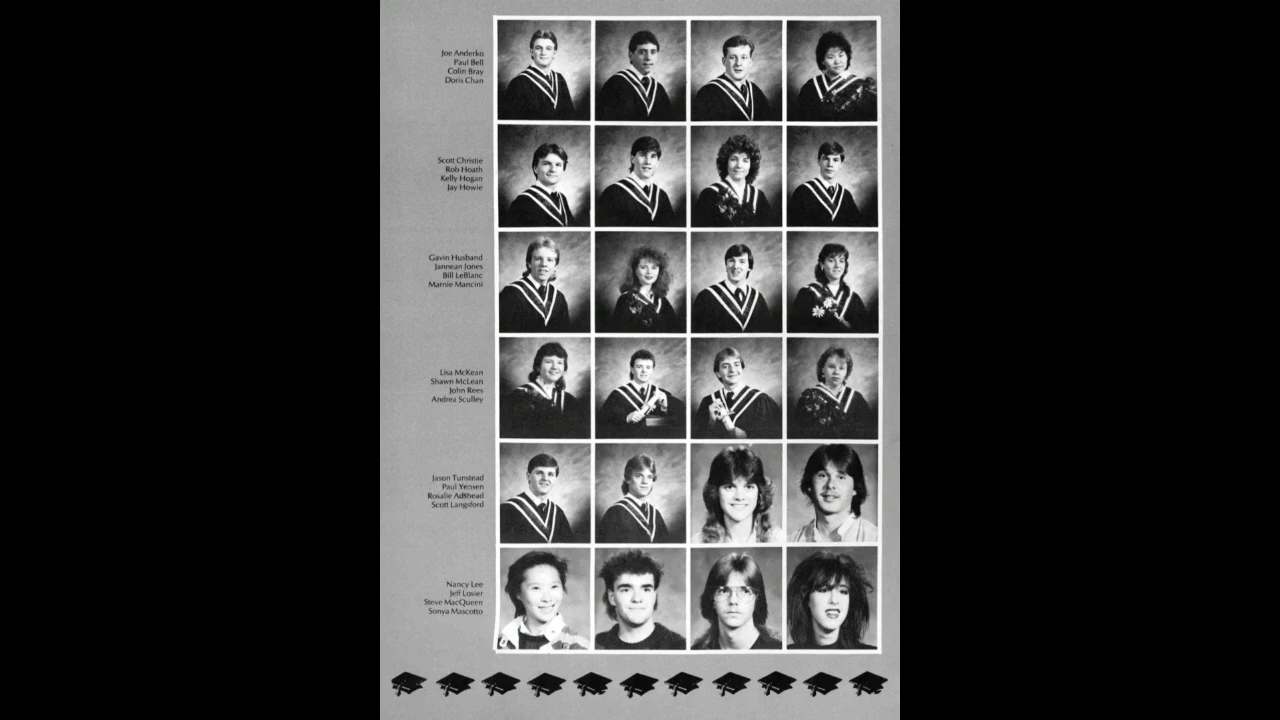 Joe Anderko
Paul Bell
Colin Bray
Doris Chan
Scott Christie
Rob Hoath
Kelly Hogan
Jay Howie
Gavin Husband
Jannean Jones
Bill LeBlanc
Marnie Mancini
Lisa McKean
Shawn McLean
John Rees
Andrea Sculley
Jason Tunstead
Paul Yensen
Rosalie Adshead
Scott Langsford
Nancy Lee
Jeff Losier
Steve MacQueen
Sonya Mascotto